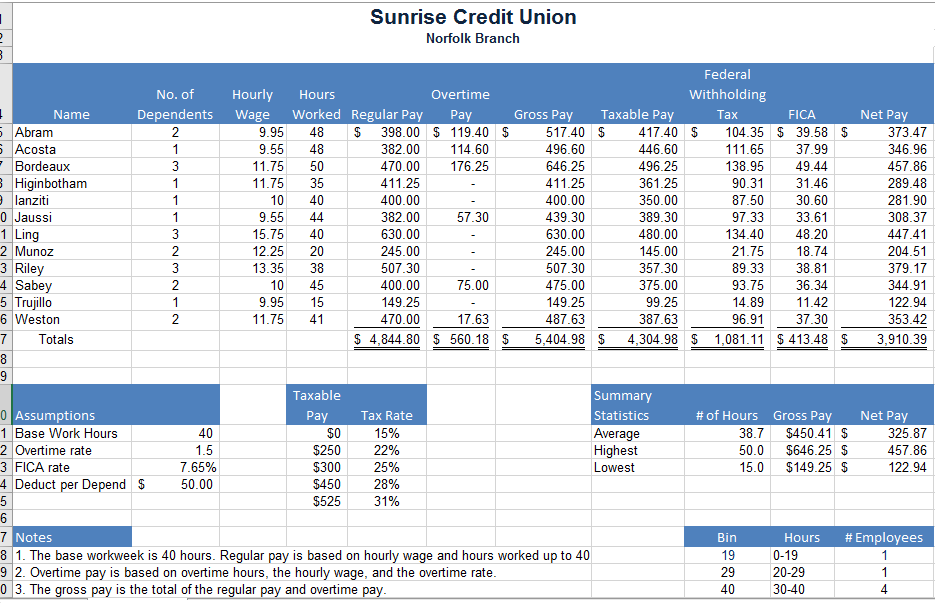 Sunrise Credit Union
Norfolk Branch
Name No. of Dependents Hourly Wage Hours Worked Regular Pay Overtime Pay Gross Pay Taxable Pay Federal Withholding Tax FICA Net Pay
Abram 2 9.95 48 $ 398.00 $ 119.40 $ 517.40 $ 417.40 $ 104.35 $ 39.58 $ 373.47
Acosta 1 9.55 48 382.00 114.60 496.60 446.60 111.65 37.99 346.96
Bordeaux 3 11.75 50 470.00 176.25 646.25 496.25 138.95 49.44 457.86
Higinbotham 1 11.75 35 411.25 - 411.25 361.25 90.31 31.46 289.48
Ianziti 1 10 40 400.00 - 400.00 350.00 87.50 30.60 281.90
Jaussi 1 9.55 44 382.00 57.30 439.30 389.30 97.33 33.61 308.37
Ling 3 15.75 40 630.00 - 630.00 480.00 134.40 48.20 447.41
Munoz 2 12.25 20 245.00 - 245.00 145.00 21.75 18.74 204.51
Riley 3 13.35 38 507.30 - 507.30 357.30 89.33 38.81 379.17
Sabey 2 10 45 400.00 75.00 475.00 375.00 93.75 36.34 344.91
Trujillo 1 9.95 15 149.25 - 149.25 99.25 14.89 11.42 122.94
Weston 2 11.75 41 470.00 17.63 487.63 387.63 96.91 37.30 353.42
Totals $ 4,844.80 $ 560.18 $ 5,404.98 $ 4,304.98 $ 1,081.11 $ 413.48 $ 3,910.39
Assumptions Taxable Pay Tax Rate Summary Statistics # of Hours Gross Pay Net Pay
Base Work Hours 40 $0 15% Average 38.7 $450.41 $ 325.87
Overtime rate 1.5 $250 22% Highest 50.0 $646.25 $ 457.86
FICA rate 7.65% $300 25% Lowest 15.0 $149.25 $ 122.94
Deduct per Depend $ 50.00 $450 28%
$525 31%
Notes Bin Hours # Employees
1. The base workweek is 40 hours. Regular pay is based on hourly wage and hours worked up to 40 19 0-19 1
2. Overtime pay is based on overtime hours, the hourly wage, and the overtime rate. 29 20-29 1
3. The gross pay is the total of the regular pay and overtime pay. 40 30-40 4